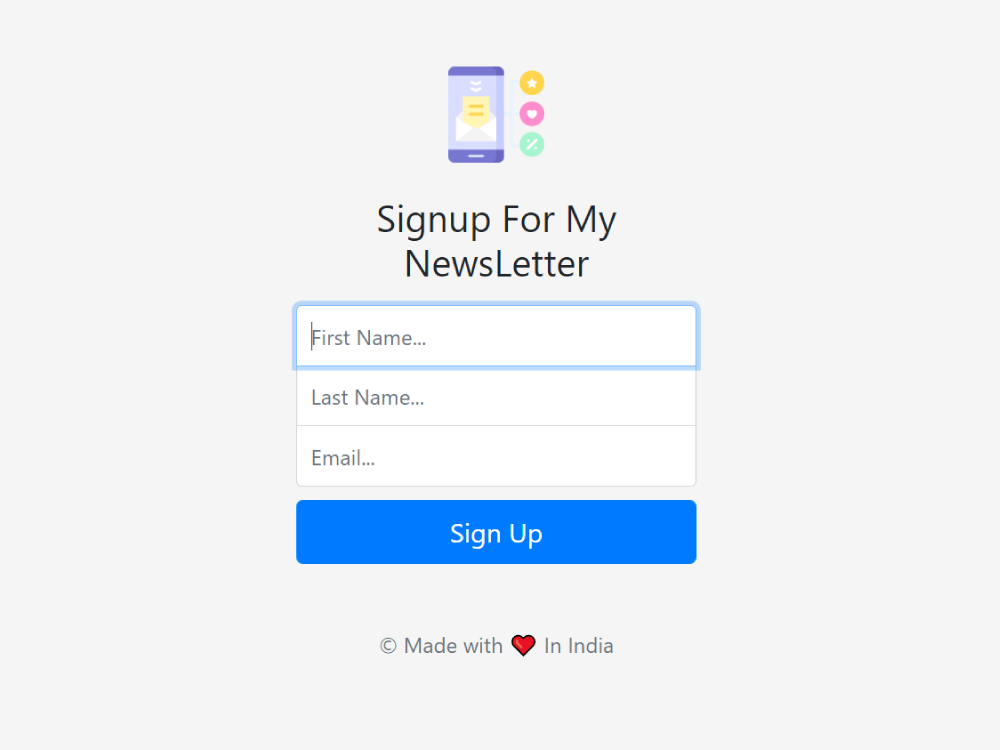 Signup For My
NewsLetter
First Name...
Last Name...
Email...
Sign Up
© Made with ❤️ In India